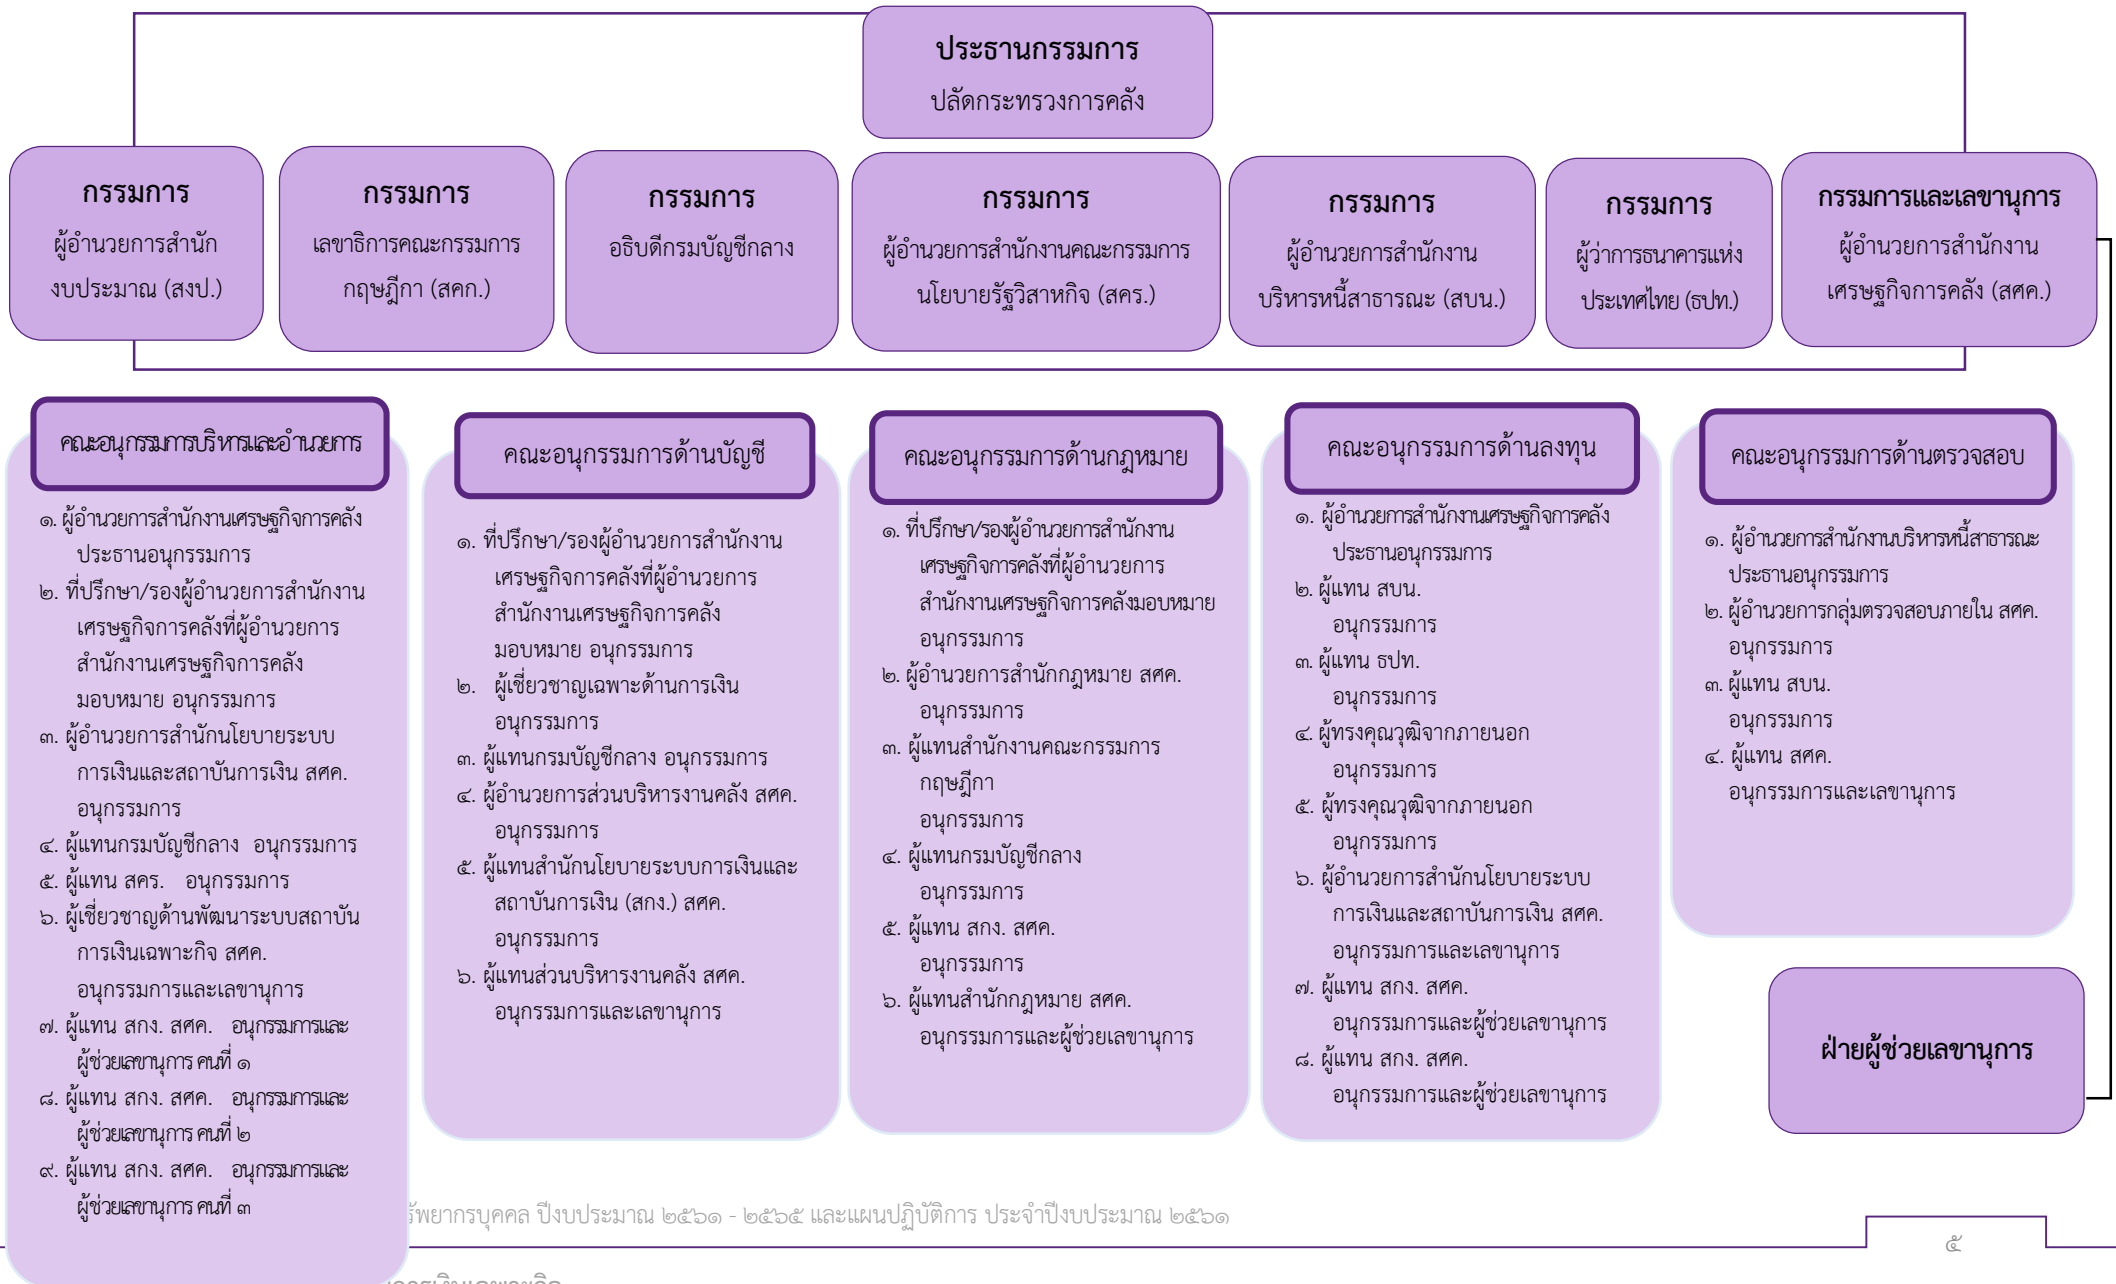 ประธานกรรมการ
ปลัดกระทรวงการคลัง
กรรมการ
ผู้อำนวยการสำนัก
งบประมาณ (สงป.)
กรรมการ
เลขาธิการคณะกรรมการ
กฤษฎีกา (สคก.)
กรรมการ
อธิบดีกรมบัญชีกลาง
กรรมการ
ผู้อำนวยการสำนักงานคณะกรรมการ
นโยบายรัฐวิสาหกิจ (สคร.)
กรรมการ
ผู้อำนวยการสำนักงาน
บริหารหนี้สาธารณะ (สบน.)
กรรมการ
ผู้ว่าการธนาคารแห่ง
ประเทศไทย (ธปท.)
กรรมการและเลขานุการ
ผู้อำนวยการสำนักงาน
เศรษฐกิจการคลัง (สศค.)
คณะอนุกรรมการบริหารและอำนวยการ
๑. ผู้อำนวยการสำนักงานเศรษฐกิจการคลัง
ประธานอนุกรรมการ
๒. ที่ปรึกษา/รองผู้อำนวยการสำนักงาน
เศรษฐกิจการคลังที่ผู้อำนวยการ
สำนักงานเศรษฐกิจการคลัง
มอบหมาย อนุกรรมการ
๓. ผู้อำนวยการสำนักนโยบายระบบ
การเงินและสถาบันการเงิน สศค.
อนุกรรมการ
๔. ผู้แทนกรมบัญชีกลาง อนุกรรมการ
๕. ผู้แทน สคร. อนุกรรมการ
๖. ผู้เชี่ยวชาญด้านพัฒนาระบบสถาบัน
การเงินเฉพาะกิจ สศค.
อนุกรรมการและเลขานุการ
๗. ผู้แทน สกง. สศค. อนุกรรมการและ
ผู้ช่วยเลขานุการ คนที่ ๑
๘. ผู้แทน สกง. สศค. อนุกรรมการและ
ผู้ช่วยเลขานุการ คนที่ ๒
๙. ผู้แทน สกง. สศค. อนุกรรมการและ
ผู้ช่วยเลขานุการ คนที่ ๓
คณะอนุกรรมการด้านบัญชี
๑. ที่ปรึกษา/รองผู้อำนวยการสำนักงาน
เศรษฐกิจการคลังที่ผู้อำนวยการ
สำนักงานเศรษฐกิจการคลัง
มอบหมาย อนุกรรมการ
๒. ผู้เชี่ยวชาญเฉพาะด้านการเงิน
อนุกรรมการ
๓. ผู้แทนกรมบัญชีกลาง อนุกรรมการ
๔. ผู้อำนวยการส่วนบริหารงานคลัง สศค.
อนุกรรมการ
๕. ผู้แทนสำนักนโยบายระบบการเงินและ
สถาบันการเงิน (สกง.) สศค.
อนุกรรมการ
๖. ผู้แทนส่วนบริหารงานคลัง สศค.
อนุกรรมการและเลขานุการ
คณะอนุกรรมการด้านกฎหมาย
๑. ที่ปรึกษา/รองผู้อำนวยการสำนักงาน
เศรษฐกิจการคลังที่ผู้อำนวยการ
สำนักงานเศรษฐกิจการคลังมอบหมาย
อนุกรรมการ
๒. ผู้อำนวยการสำนักกฎหมาย สศค.
อนุกรรมการ
๓. ผู้แทนสำนักงานคณะกรรมการ
กฤษฎีกา
อนุกรรมการ
๔. ผู้แทนกรมบัญชีกลาง
อนุกรรมการ
๕. ผู้แทน สกง. สศค.
อนุกรรมการ
๖. ผู้แทนสำนักกฎหมาย สศค.
อนุกรรมการและผู้ช่วยเลขานุการ
คณะอนุกรรมการด้านลงทุน
๑. ผู้อำนวยการสำนักงานเศรษฐกิจการคลัง
ประธานอนุกรรมการ
๒. ผู้แทน สบน.
อนุกรรมการ
๓. ผู้แทน ธปท.
อนุกรรมการ
๔. ผู้ทรงคุณวุฒิจากภายนอก
อนุกรรมการ
๕. ผู้ทรงคุณวุฒิจากภายนอก
อนุกรรมการ
๖. ผู้อำนวยการสำนักนโยบายระบบ
การเงินและสถาบันการเงิน สศค.
อนุกรรมการและเลขานุการ
๗. ผู้แทน สกง. สศค.
อนุกรรมการและผู้ช่วยเลขานุการ
๘. ผู้แทน สกง. สศค.
อนุกรรมการและผู้ช่วยเลขานุการ
คณะอนุกรรมการด้านตรวจสอบ
๑. ผู้อำนวยการสำนักงานบริหารหนี้สาธารณะ
ประธานอนุกรรมการ
๒. ผู้อำนวยการกลุ่มตรวจสอบภายใน สศค.
อนุกรรมการ
๓. ผู้แทน สบน.
อนุกรรมการ
๔. ผู้แทน สศค.
อนุกรรมการและเลขานุการ
ฝ่ายผู้ช่วยเลขานุการ
รัพยากรบุคคล ปีงบประมาณ ๒๕๖๑ - ๒๕๖๕ และแผนปฏิบัติการ ประจำปีงบประมาณ ๒๕๖๑
๕